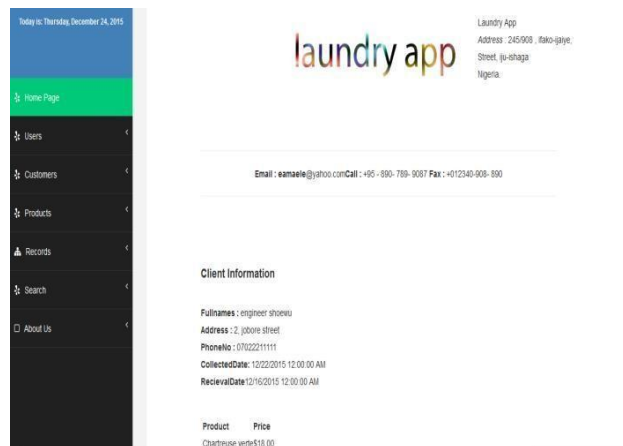 Today is: Thursday, December 24, 2015
Home Page
Users
Customers
Products
Records
Search
About Us
laundry app
Laundry App
Address : 245/908 , Ifako-ijaiye,
Street, iju-ishaga
Nigeria.
Email : eamaele@yahoo.comCall : +95 - 890- 789- 9087 Fax : +012340-908- 890
Client Information
Fullnames : engineer shoewu
Address : 2, jobore street
PhoneNo : 07022211111
CollectedDate: 12/22/2015 12:00:00 AM
RecievalDate12/16/2015 12:00:00 AM
Product Price
Chartreuse verte$18.00